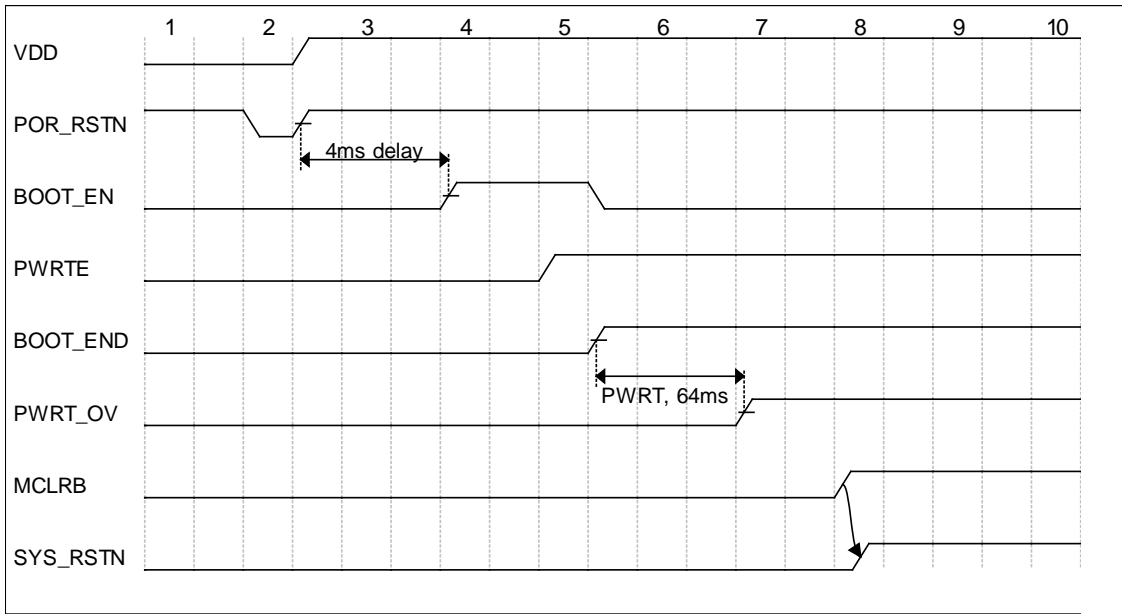 1 2 3 4 5 6 7 8 9 10
VDD
POR_RSTN
4ms delay
BOOT_EN
PWRTE
BOOT_END
PWRT, 64ms
PWRT_OV
MCLRB
SYS_RSTN